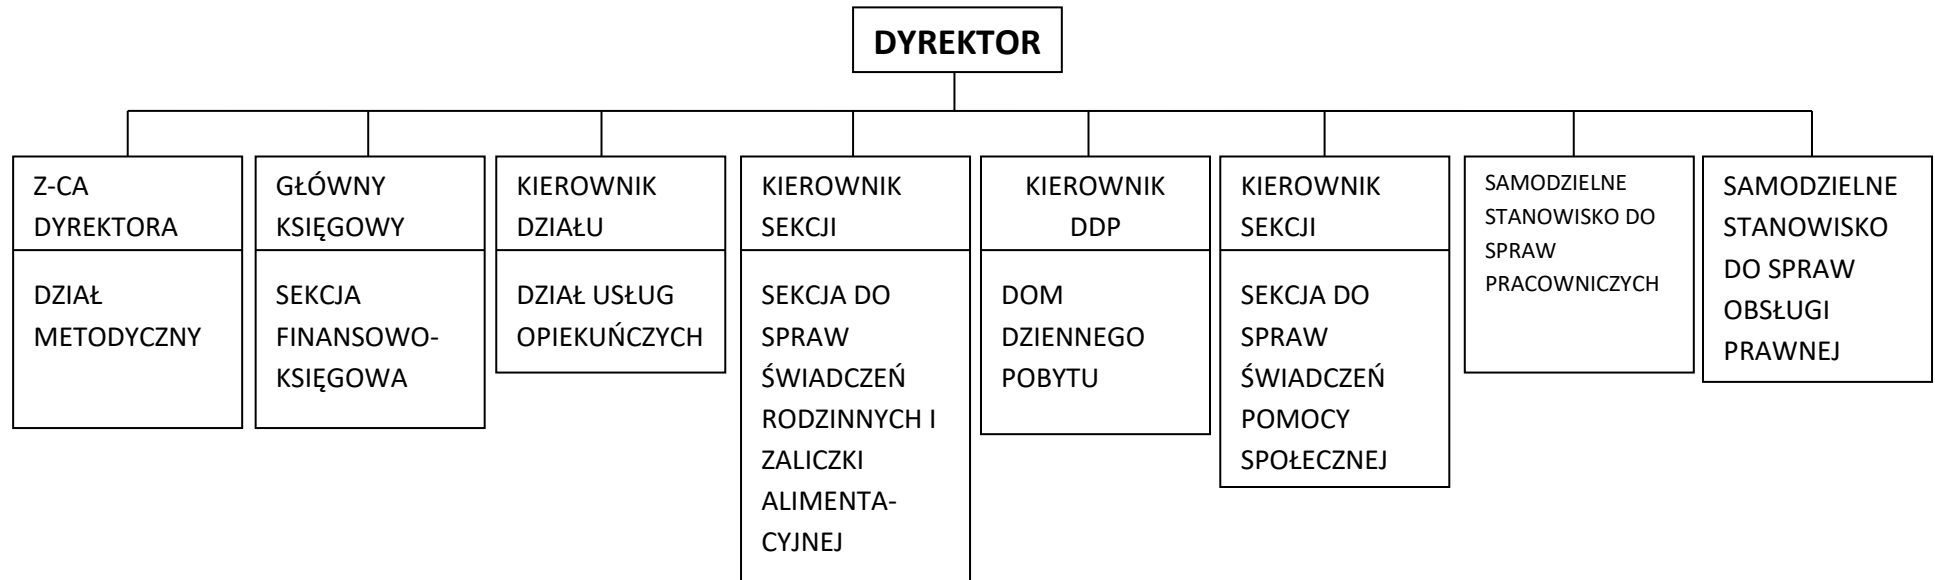 DYREKTOR
Z-CA
DYREKTORA
DZIAŁ
METODYCZNY
GŁÓWNY
KSIĘGOWY
SEKCJA
FINANSOWO-
KSIĘGOWA
KIEROWNIK
DZIAŁU
DZIAŁ USŁUG
OPIEKUŃCZYCH
KIEROWNIK
SEKCJI
SEKCJA DO
SPRAW
ŚWIADCZEŃ
RODZINNYCH I
ZALICZKI
ALIMENTA-
CYJNEJ
KIEROWNIK
DDP
DOM
DZIENNEGO
POBYTU
KIEROWNIK
SEKCJI
SEKCJA DO
SPRAW
ŚWIADCZEŃ
POMOCY
SPOŁECZNEJ
SAMODZIELNE
STANOWISKO DO
SPRAW
PRACOWNICZYCH
SAMODZIELNE
STANOWISKO
DO SPRAW
OBSŁUGI
PRAWNEJ